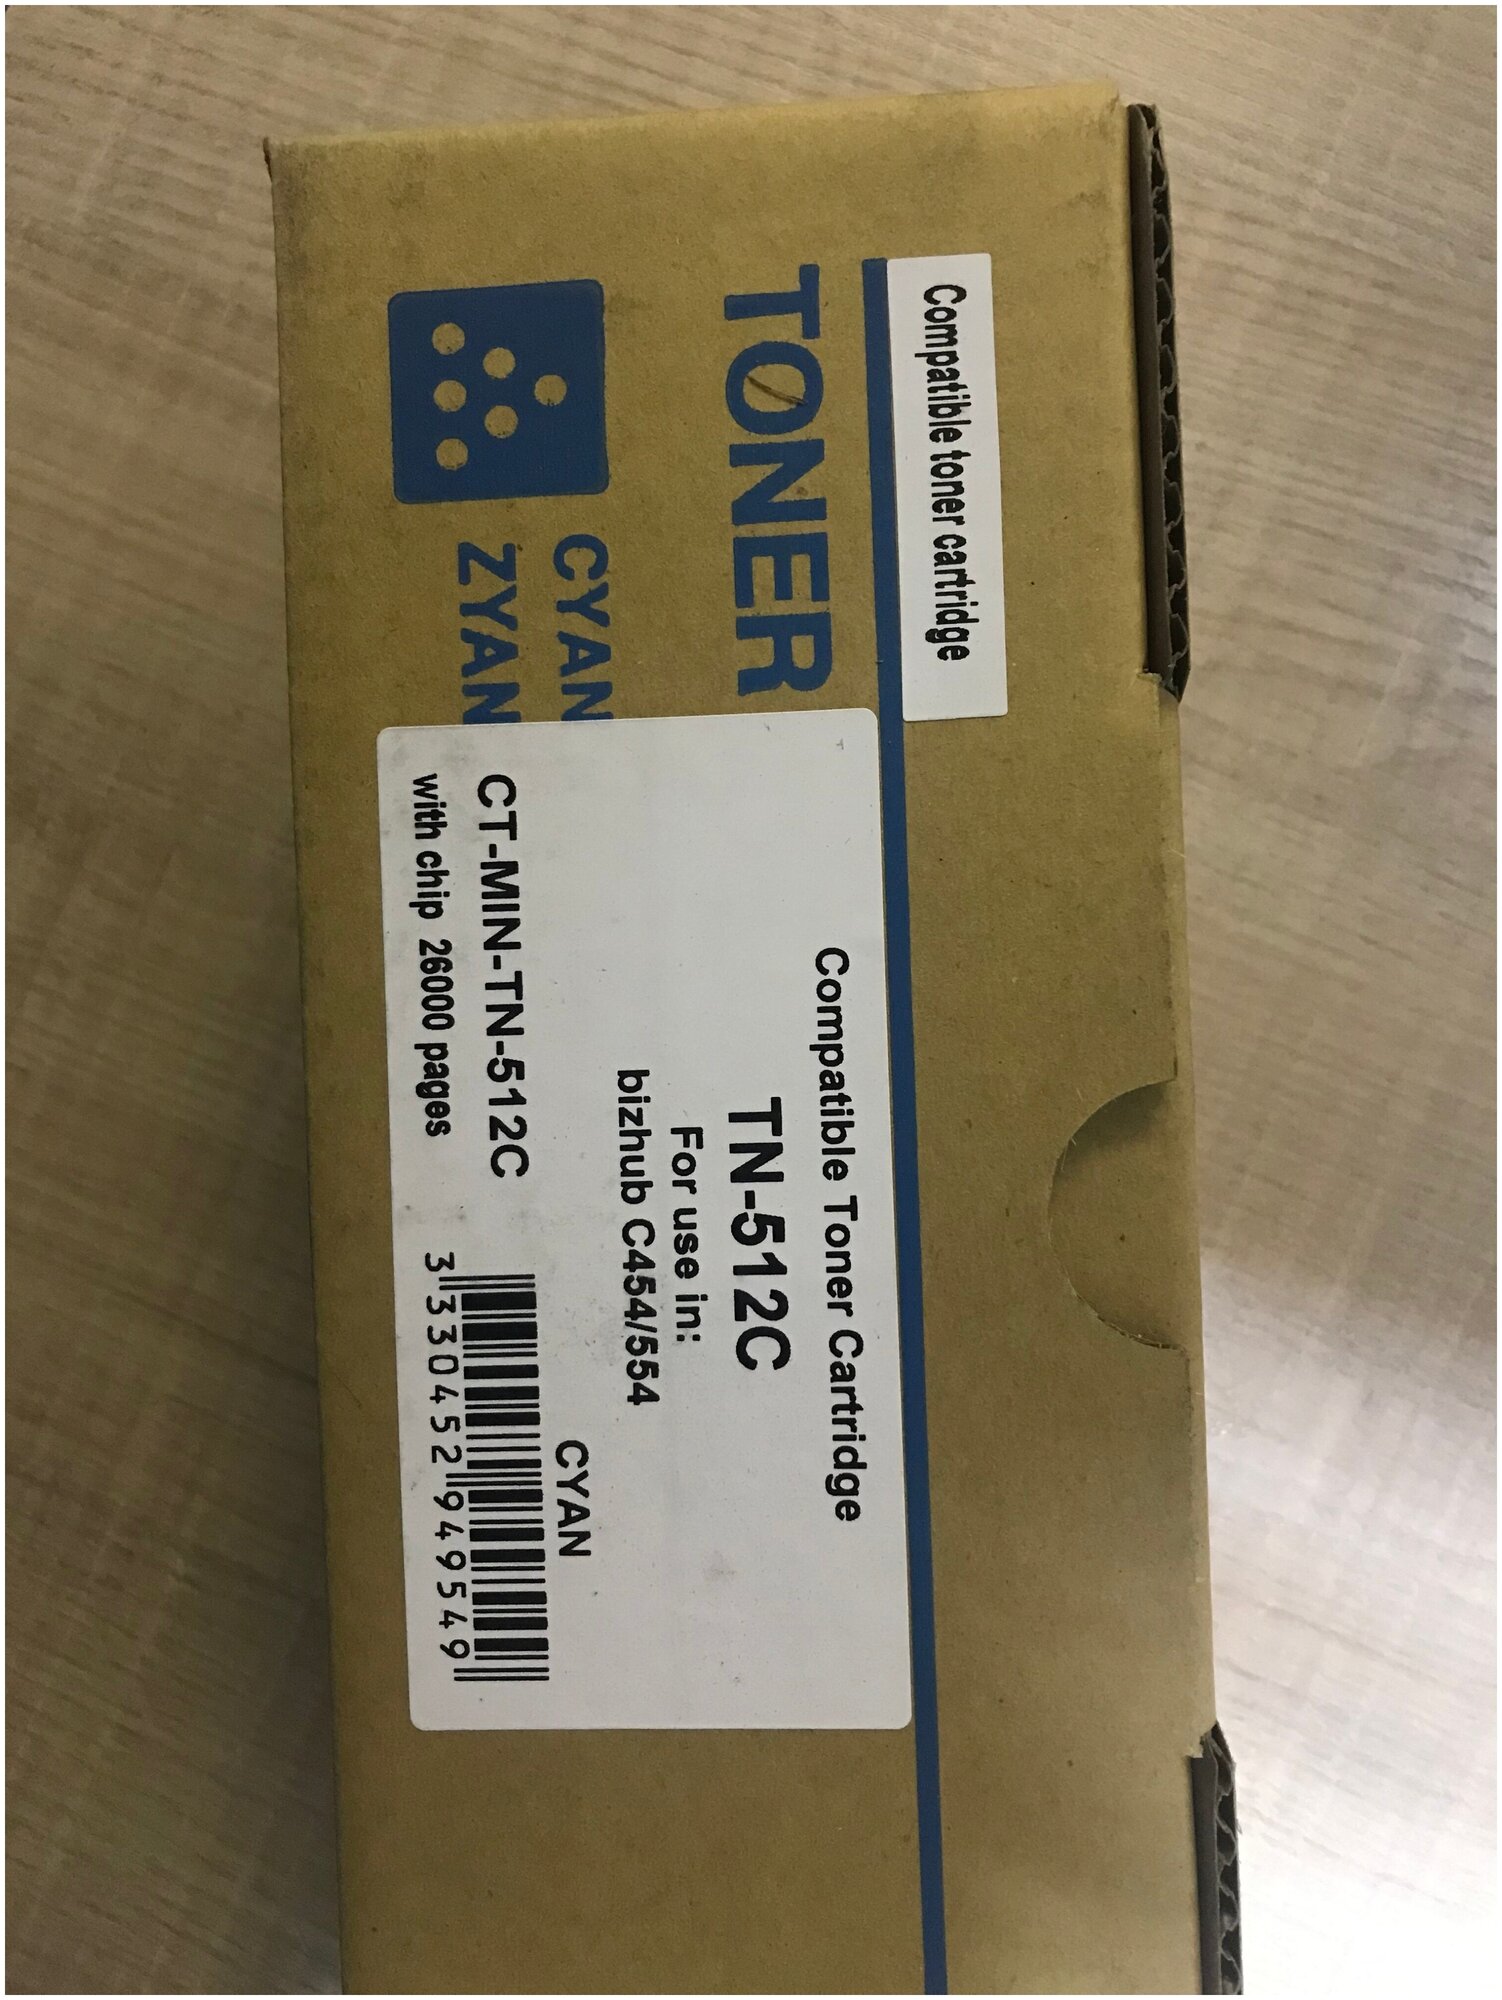 Compatible toner cartridge
TONER
CYAN
ZYAN
Compatible Toner Cartridge
TN-512C
For use in:
bizhub C454/554
CYAN
CT-MIN-TN-512C
with chip 26000 pages
3 330452 949549